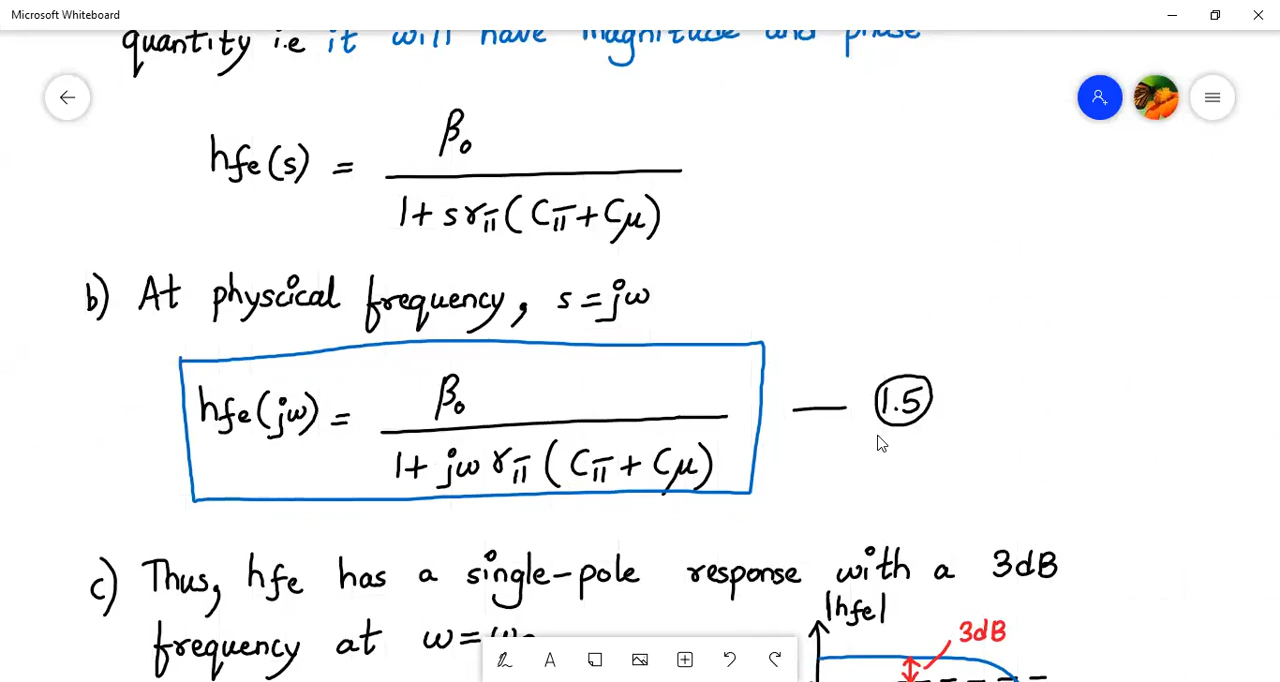 Microsoft Whiteboard
quantity i.e it will have magnitude and phase
hfe(s) = β₀ / 1 + s rπ (Cπ + Cμ)
b) At physcical frequency, s = jω
hfe(jω) = β₀ / 1 + jω rπ (Cπ + Cμ) — 1.5
c) Thus, hfe has a single-pole response with a 3dB
frequency at ω =
|hfe|
3dB
A